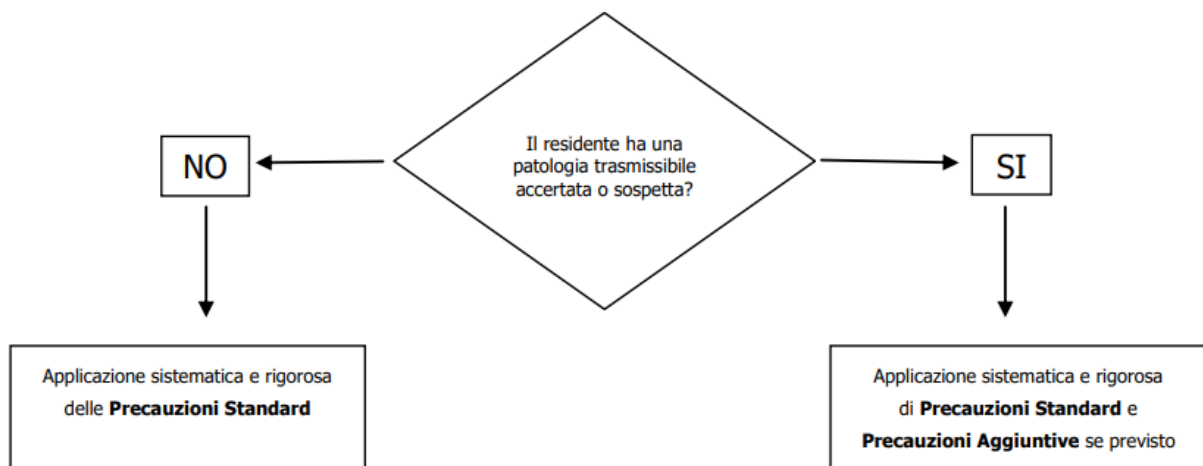 Il residente ha una
patologia trasmissibile
accertata o sospetta?
NO
SI
Applicazione sistematica e rigorosa
delle Precauzioni Standard
Applicazione sistematica e rigorosa
di Precauzioni Standard e
Precauzioni Aggiuntive se previsto